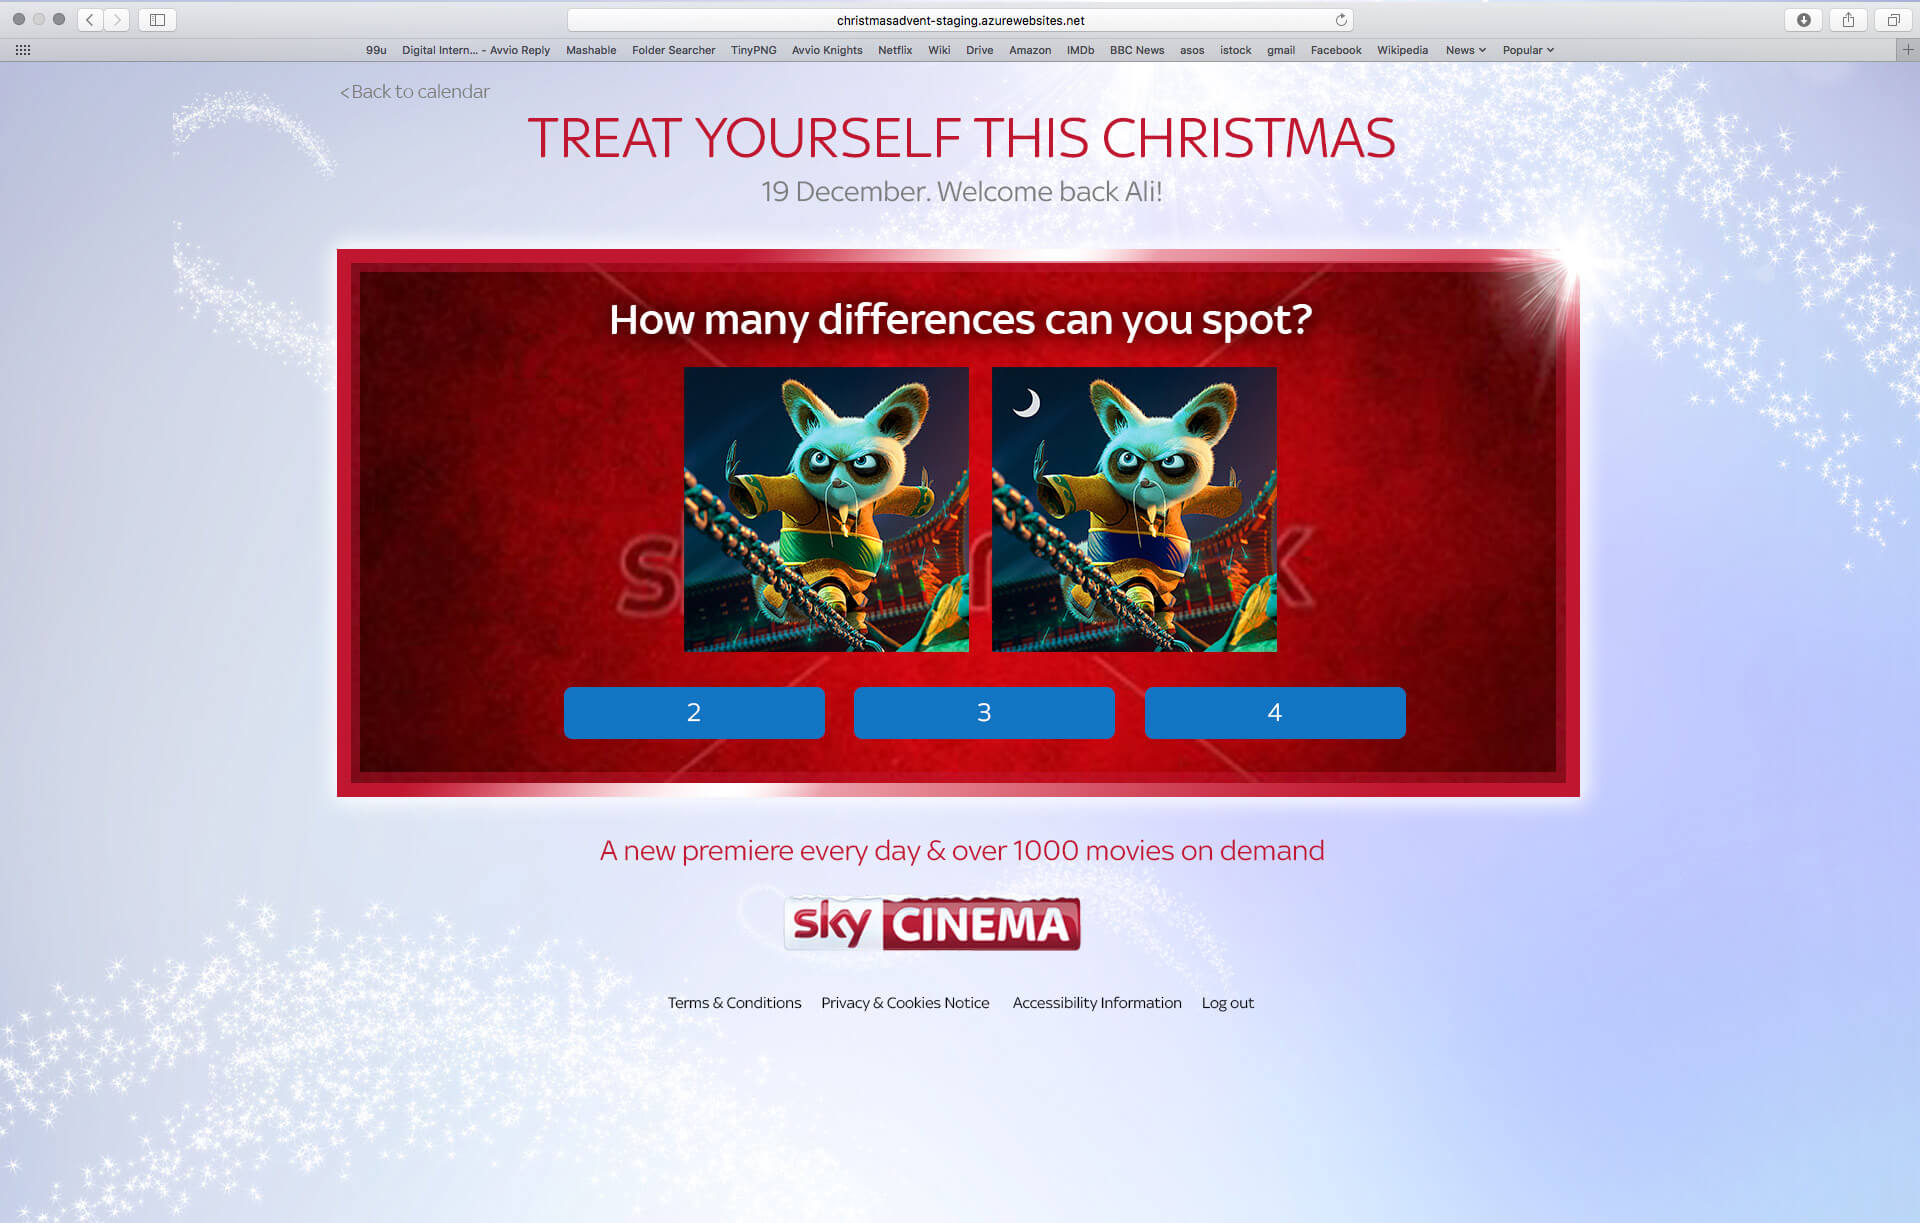 christmasadvent-staging.azurewebsites.net
99u Digital Intern... - Avvio Reply Mashable Folder Searcher TinyPNG Avvio Knights Netflix Wiki Drive Amazon IMDb BBC News asos istock gmail Facebook Wikipedia News Popular
<Back to calendar
TREAT YOURSELF THIS CHRISTMAS
19 December. Welcome back Ali!
How many differences can you spot?
2 3 4
A new premiere every day & over 1000 movies on demand
sky CINEMA
Terms & Conditions Privacy & Cookies Notice Accessibility Information Log out